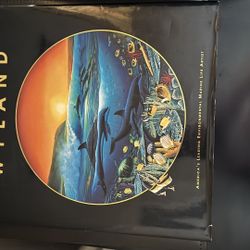 WYLAND
AMERICA'S LEADING ENVIRONMENTAL MARINE LIFE ARTIST